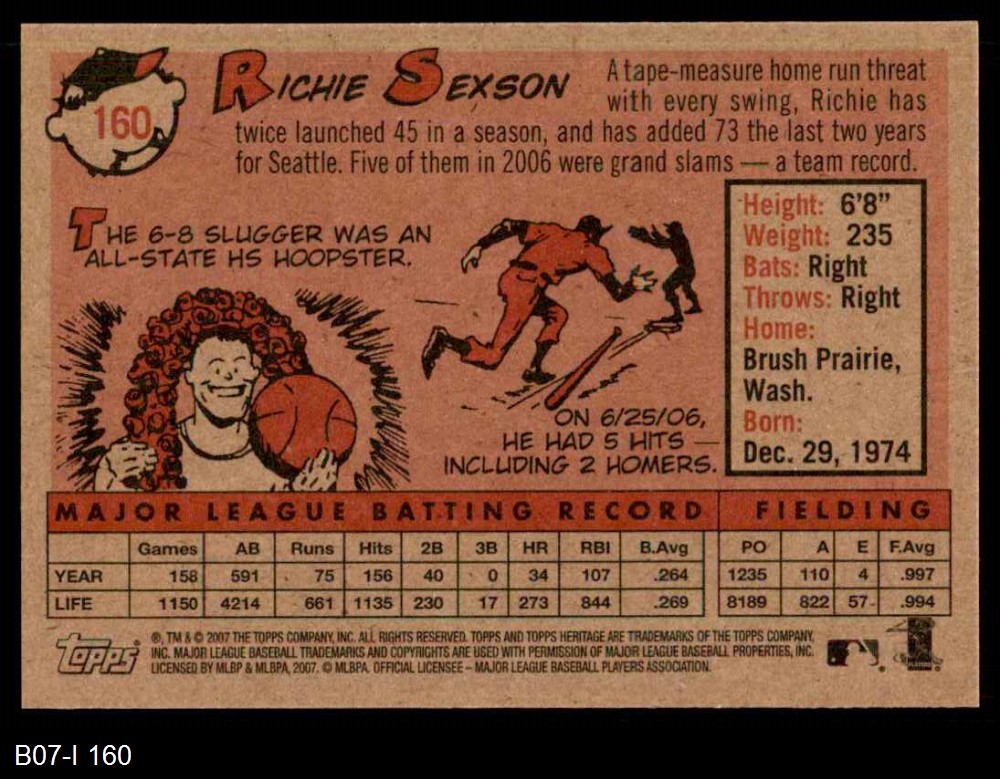 160
RICHIE SEXSON
A tape-measure home run threat
with every swing, Richie has
twice launched 45 in a season, and has added 73 the last two years
for Seattle. Five of them in 2006 were grand slams — a team record.
THE 6-8 SLUGGER WAS AN
ALL-STATE HS HOOPSTER.
ON 6/25/06,
HE HAD 5 HITS —
INCLUDING 2 HOMERS.
Height: 6'8"
Weight: 235
Bats: Right
Throws: Right
Home:
Brush Prairie,
Wash.
Born:
Dec. 29, 1974
MAJOR LEAGUE BATTING RECORD FIELDING
Games AB Runs Hits 2B 3B HR RBI B.Avg PO A E F.Avg
YEAR 158 591 75 156 40 0 34 107 .264 1235 110 4 .997
LIFE 1150 4214 661 1135 230 17 273 844 .269 8189 822 57 .994
Topps
®, TM & © 2007 THE TOPPS COMPANY, INC. ALL RIGHTS RESERVED. TOPPS AND TOPPS HERITAGE ARE TRADEMARKS OF THE TOPPS COMPANY,
INC. MAJOR LEAGUE BASEBALL TRADEMARKS AND COPYRIGHTS ARE USED WITH PERMISSION OF MAJOR LEAGUE BASEBALL PROPERTIES, INC.
LICENSED BY MLBP & MLBPA, 2007. © MLBPA. OFFICIAL LICENSEE – MAJOR LEAGUE BASEBALL PLAYERS ASSOCIATION.
B07-I 160